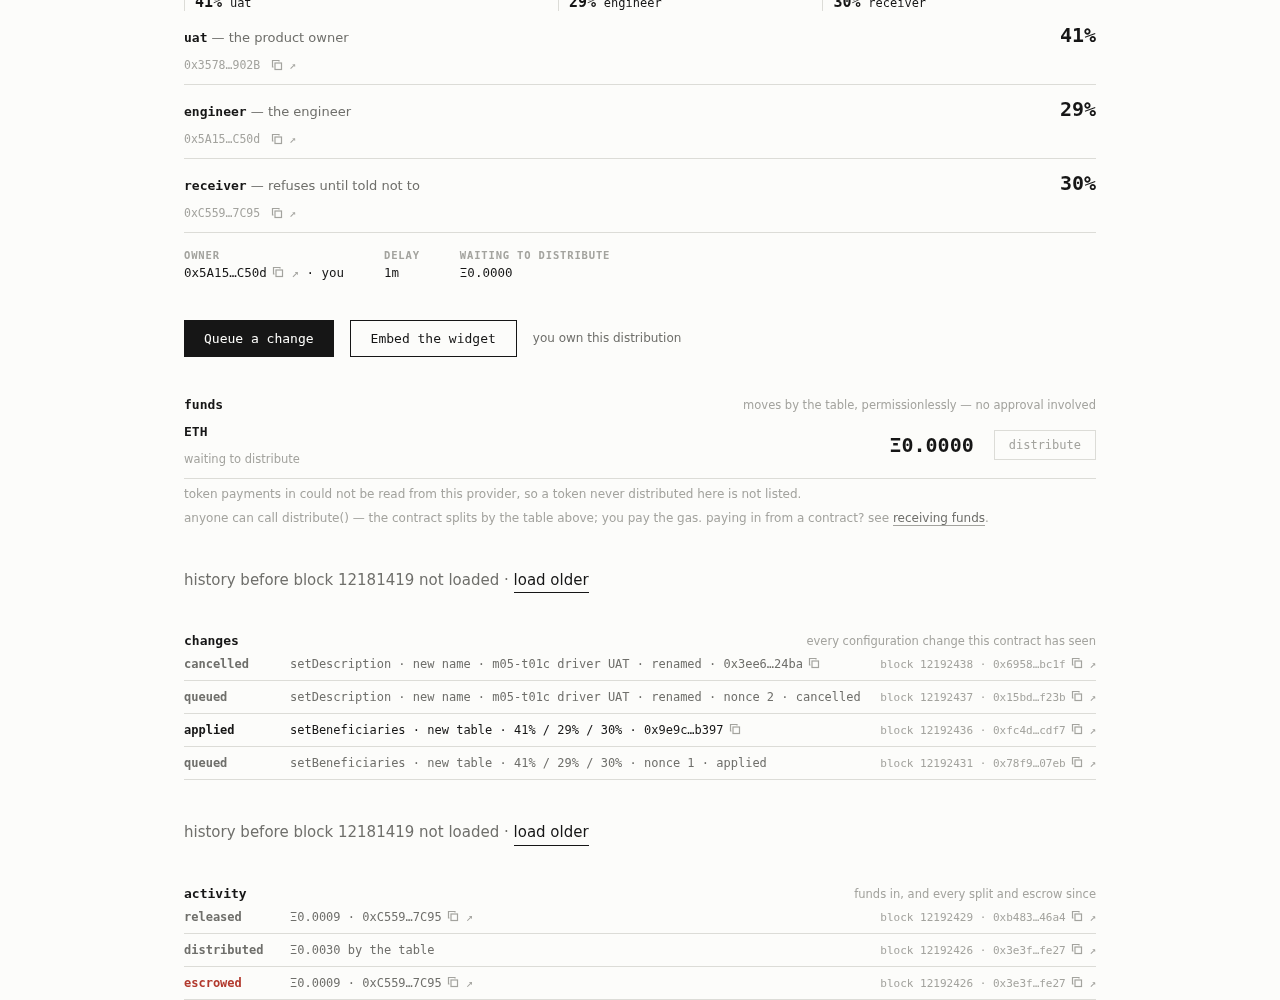 41% uat 29% engineer 30% receiver
uat — the product owner 41%
0x3578…902B ↗
engineer — the engineer 29%
0x5A15…C50d ↗
receiver — refuses until told not to 30%
0xC559…7C95 ↗
OWNER DELAY WAITING TO DISTRIBUTE
0x5A15…C50d ↗ · you 1m Ξ0.0000
Queue a change Embed the widget you own this distribution
funds moves by the table, permissionlessly — no approval involved
ETH
waiting to distribute Ξ0.0000 distribute
token payments in could not be read from this provider, so a token never distributed here is not listed.
anyone can call distribute() — the contract splits by the table above; you pay the gas. paying in from a contract? see receiving funds.
history before block 12181419 not loaded · load older
changes every configuration change this contract has seen
cancelled setDescription · new name · m05-t01c driver UAT · renamed · 0x3ee6…24ba block 12192438 · 0x6958…bc1f ↗
queued setDescription · new name · m05-t01c driver UAT · renamed · nonce 2 · cancelled block 12192437 · 0x15bd…f23b ↗
applied setBeneficiaries · new table · 41% / 29% / 30% · 0x9e9c…b397 block 12192436 · 0xfc4d…cdf7 ↗
queued setBeneficiaries · new table · 41% / 29% / 30% · nonce 1 · applied block 12192431 · 0x78f9…07eb ↗
history before block 12181419 not loaded · load older
activity funds in, and every split and escrow since
released Ξ0.0009 · 0xC559…7C95 ↗ block 12192429 · 0xb483…46a4 ↗
distributed Ξ0.0030 by the table block 12192426 · 0x3e3f…fe27 ↗
escrowed Ξ0.0009 · 0xC559…7C95 ↗ block 12192426 · 0x3e3f…fe27 ↗